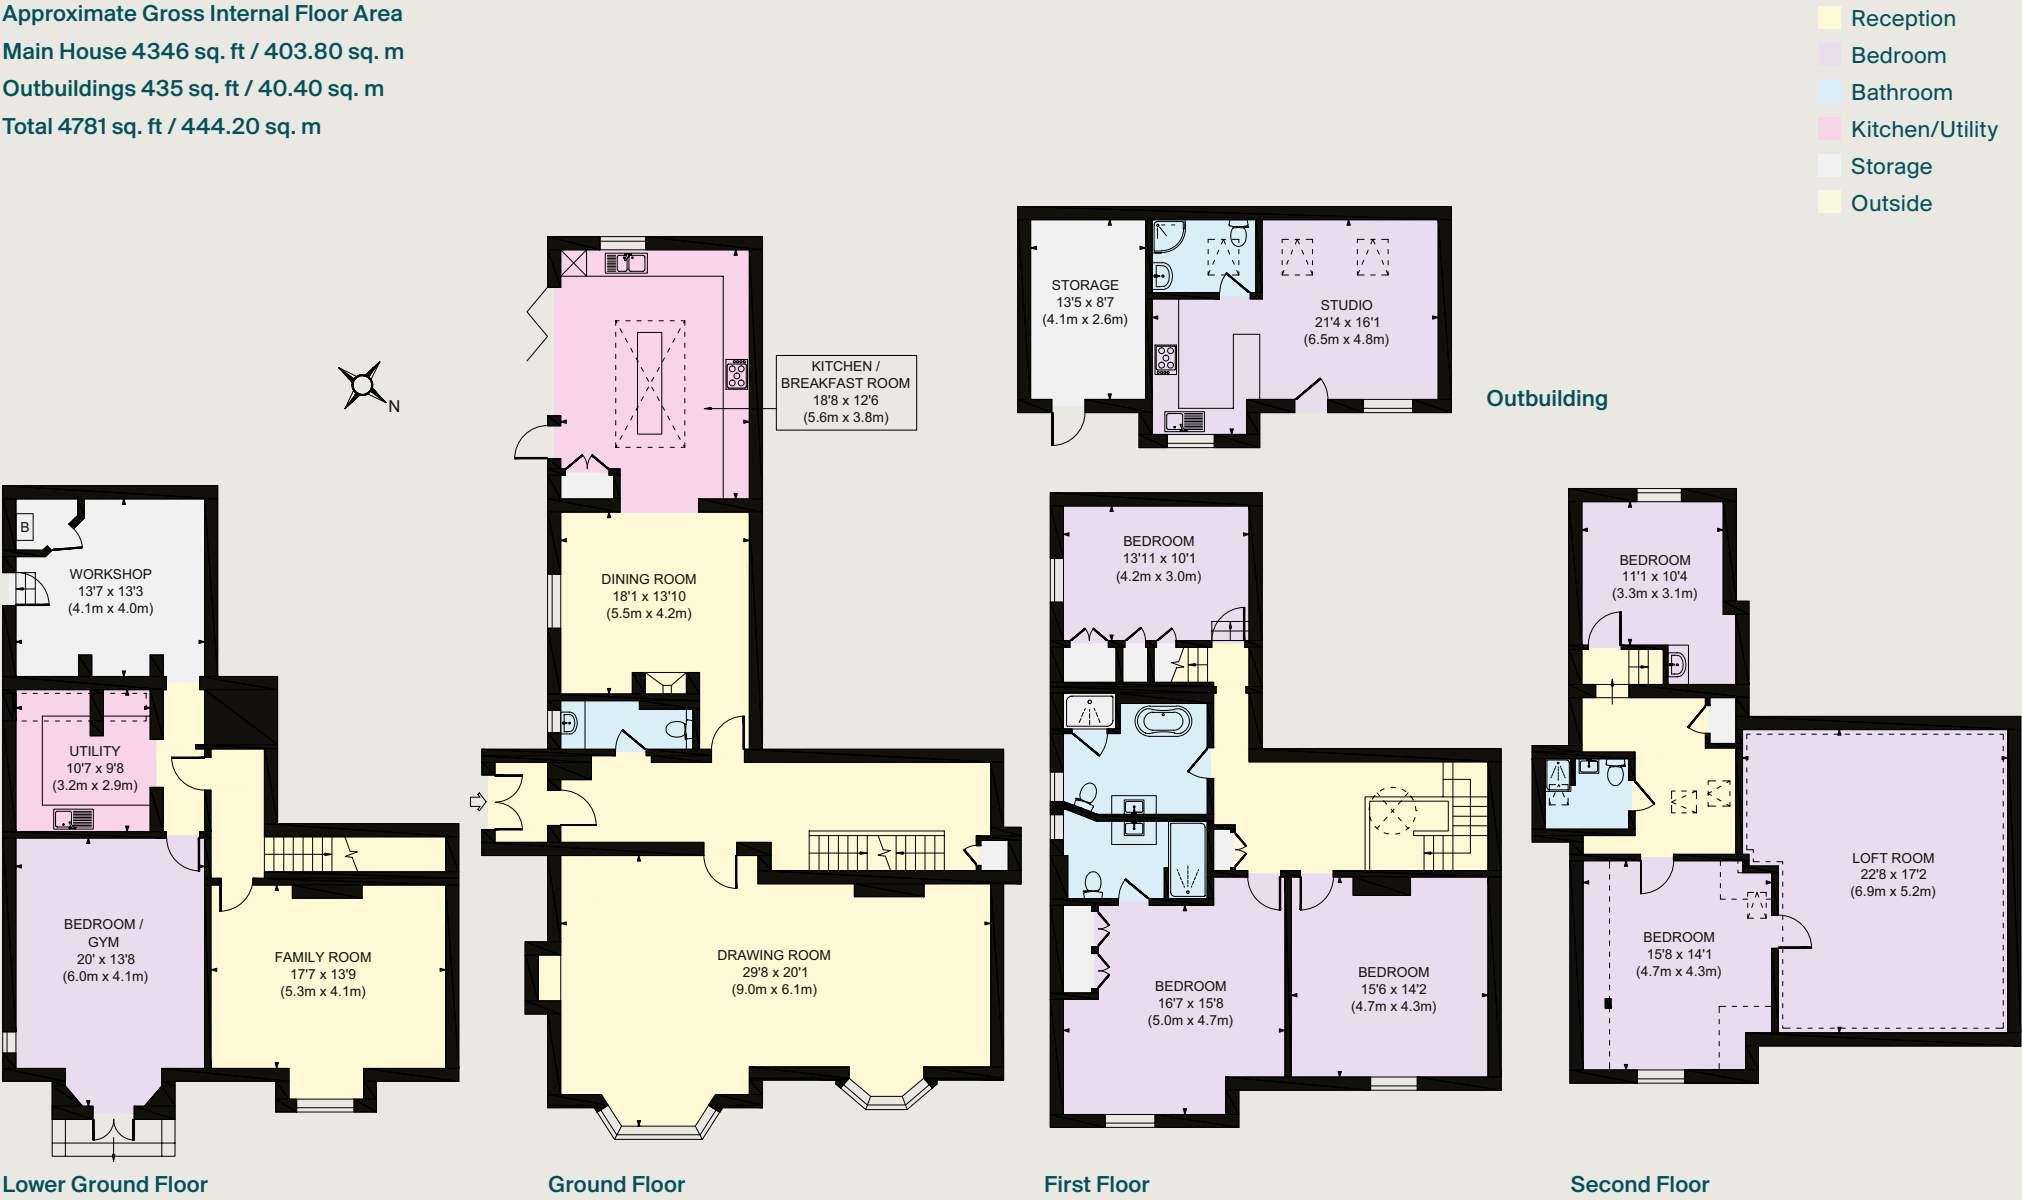 Approximate Gross Internal Floor Area
Main House 4346 sq. ft / 403.80 sq. m
Outbuildings 435 sq. ft / 40.40 sq. m
Total 4781 sq. ft / 444.20 sq. m
Reception
Bedroom
Bathroom
Kitchen/Utility
Storage
Outside
N
STORAGE
13'5 x 8'7
(4.1m x 2.6m)
STUDIO
21'4 x 16'1
(6.5m x 4.8m)
Outbuilding
B
WORKSHOP
13'7 x 13'3
(4.1m x 4.0m)
UTILITY
10'7 x 9'8
(3.2m x 2.9m)
BEDROOM /
GYM
20' x 13'8
(6.0m x 4.1m)
FAMILY ROOM
17'7 x 13'9
(5.3m x 4.1m)
Lower Ground Floor
KITCHEN /
BREAKFAST ROOM
18'8 x 12'6
(5.6m x 3.8m)
DINING ROOM
18'1 x 13'10
(5.5m x 4.2m)
DRAWING ROOM
29'8 x 20'1
(9.0m x 6.1m)
Ground Floor
BEDROOM
13'11 x 10'1
(4.2m x 3.0m)
BEDROOM
16'7 x 15'8
(5.0m x 4.7m)
BEDROOM
15'6 x 14'2
(4.7m x 4.3m)
First Floor
BEDROOM
11'1 x 10'4
(3.3m x 3.1m)
LOFT ROOM
22'8 x 17'2
(6.9m x 5.2m)
BEDROOM
15'8 x 14'1
(4.7m x 4.3m)
Second Floor